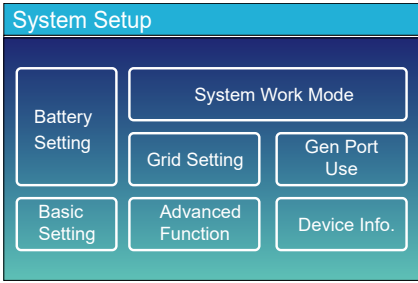 System Setup
Battery
Setting
System Work Mode
Grid Setting
Gen Port
Use
Basic
Setting
Advanced
Function
Device Info.